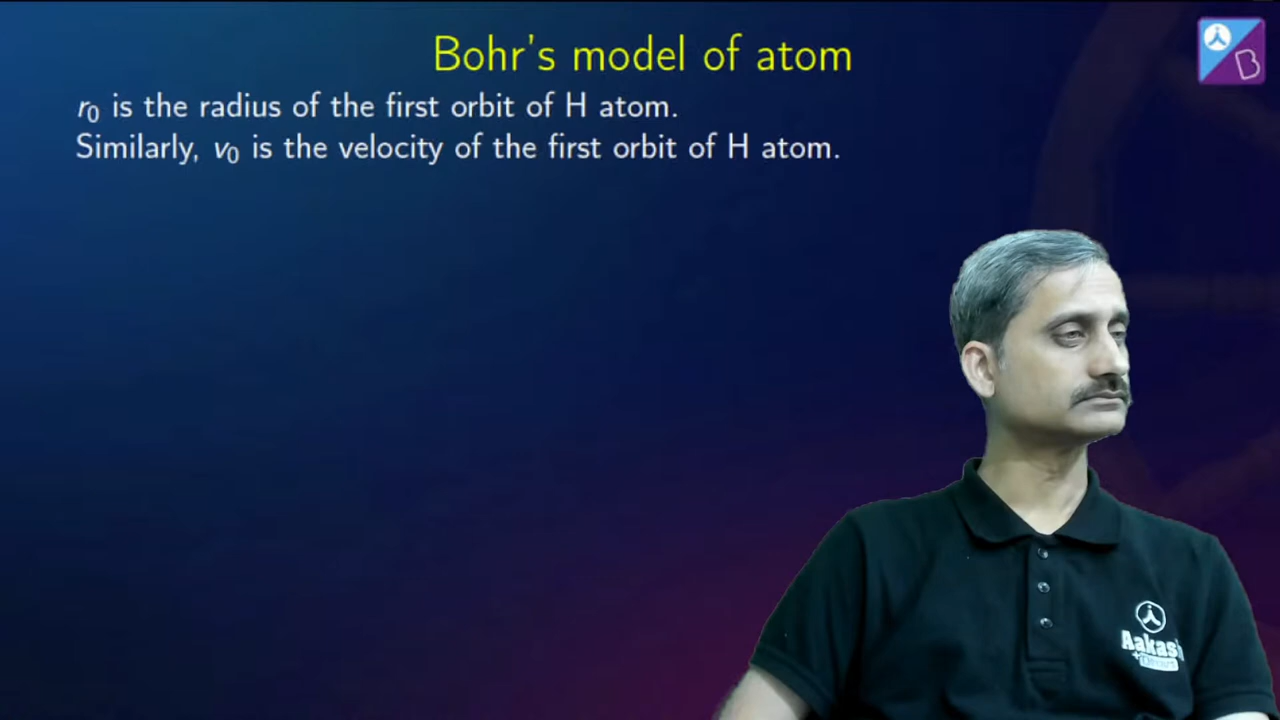 Bohr's model of atom
r₀ is the radius of the first orbit of H atom.
Similarly, v₀ is the velocity of the first orbit of H atom.
B
Aakash